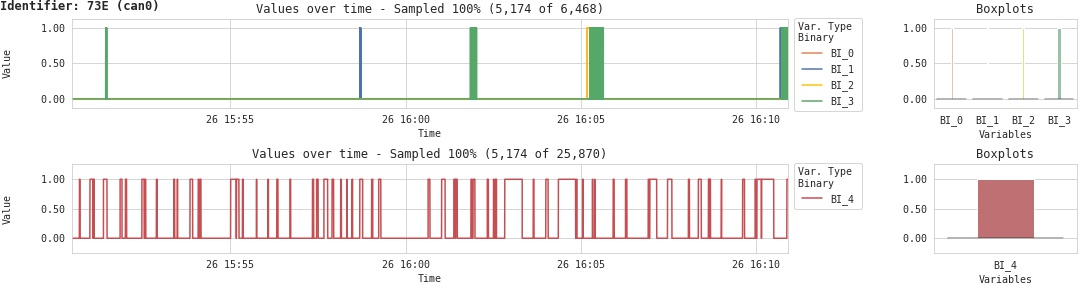 Identifier: 73E (can0)
Values over time - Sampled 100% (5,174 of 6,468)
Boxplots
Value
1.00
0.50
0.00
26 15:55
26 16:00
26 16:05
26 16:10
Time
Var. Type
Binary
BI_0
BI_1
BI_2
BI_3
1.00
0.50
0.00
BI_0
BI_1
BI_2
BI_3
Variables
Values over time - Sampled 100% (5,174 of 25,870)
Boxplots
Value
1.00
0.50
0.00
26 15:55
26 16:00
26 16:05
26 16:10
Time
Var. Type
Binary
BI_4
1.00
0.50
0.00
BI_4
Variables